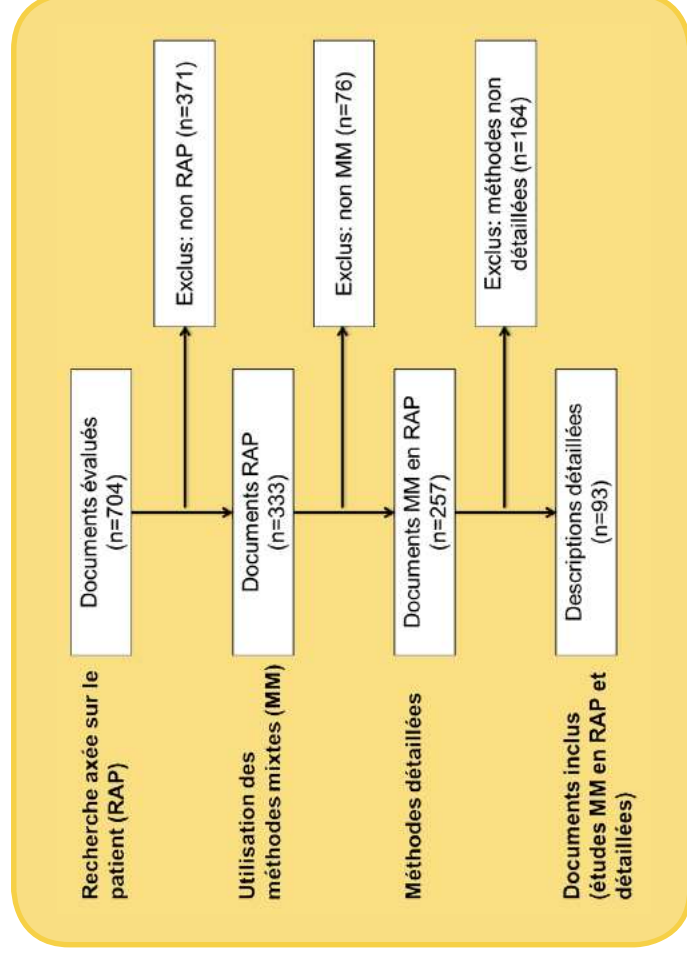 Recherche axée sur le
patient (RAP)
Documents évalués
(n=704)
Exclus: non RAP (n=371)
Utilisation des
méthodes mixtes (MM)
Documents RAP
(n=333)
Exclus: non MM (n=76)
Méthodes détaillées
Documents MM en RAP
(n=257)
Exclus: méthodes non
détaillées (n=164)
Documents inclus
(études MM en RAP et
détaillées)
Descriptions détaillées
(n=93)